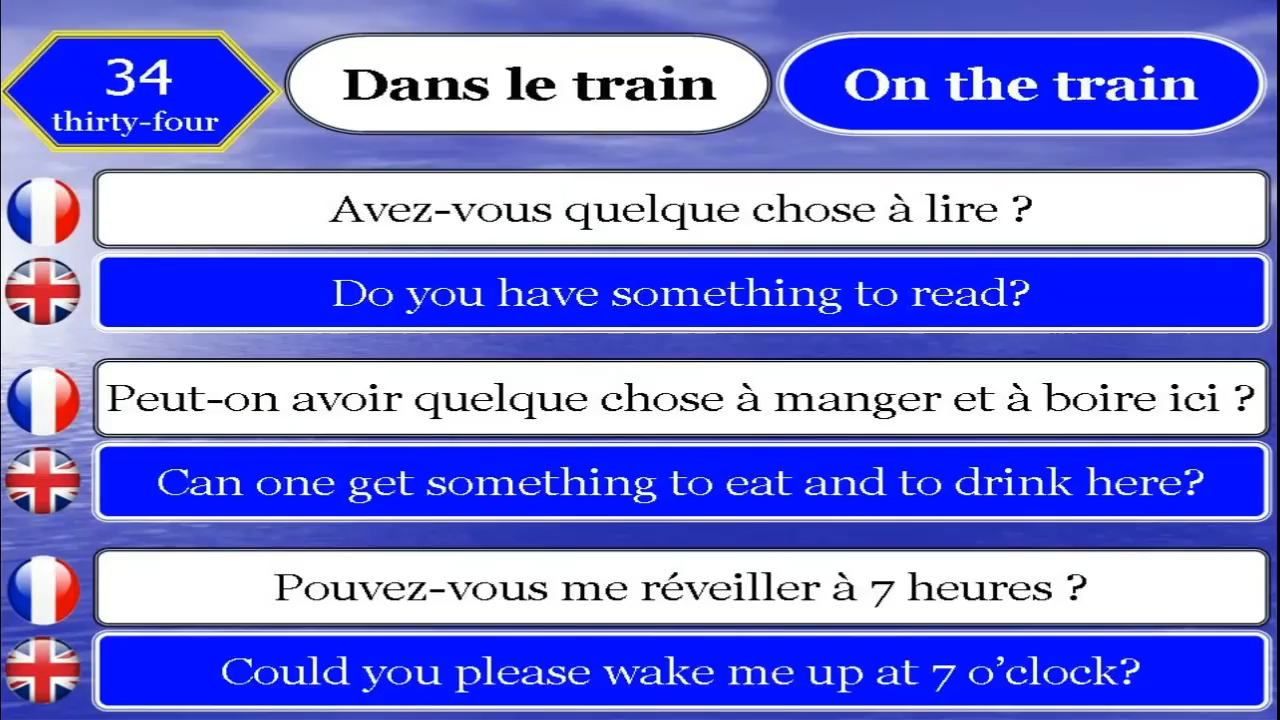 34
thirty-four
Dans le train
On the train
Avez-vous quelque chose à lire ?
Do you have something to read?
Peut-on avoir quelque chose à manger et à boire ici ?
Can one get something to eat and to drink here?
Pouvez-vous me réveiller à 7 heures ?
Could you please wake me up at 7 o’clock?